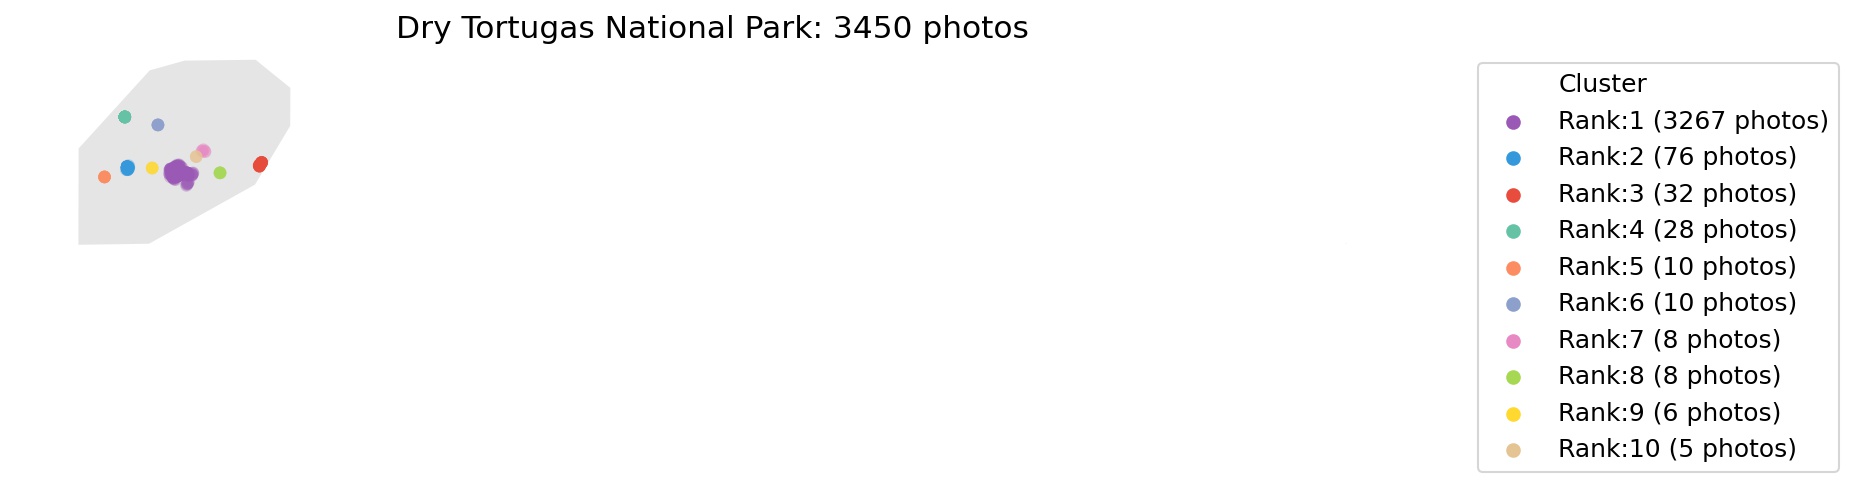 Dry Tortugas National Park: 3450 photos
Cluster
Rank:1 (3267 photos)
Rank:2 (76 photos)
Rank:3 (32 photos)
Rank:4 (28 photos)
Rank:5 (10 photos)
Rank:6 (10 photos)
Rank:7 (8 photos)
Rank:8 (8 photos)
Rank:9 (6 photos)
Rank:10 (5 photos)